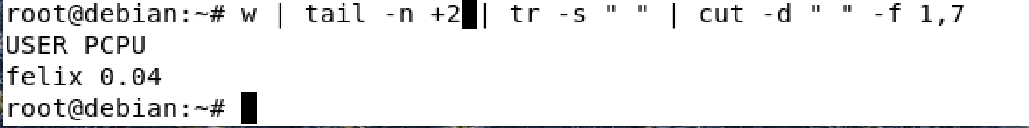 root@debian:~# w | tail -n +2 | tr -s " " | cut -d " " -f 1,7
USER PCPU
felix 0.04
root@debian:~#